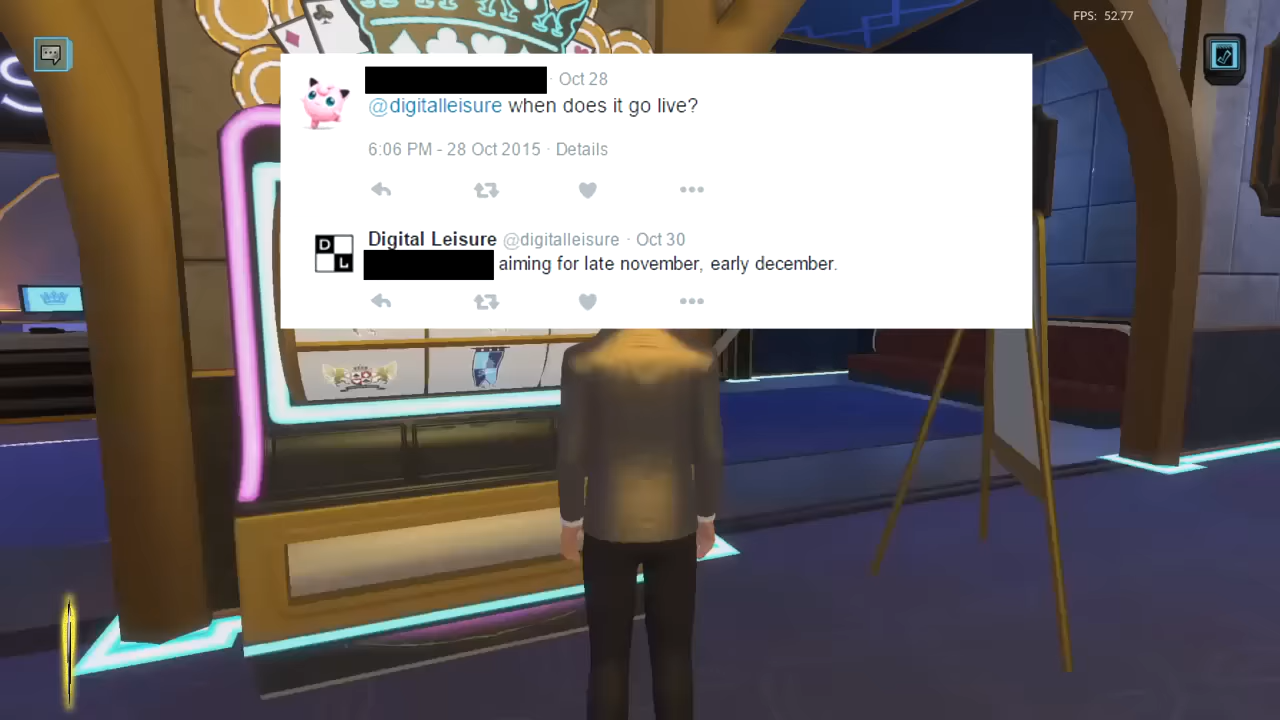 FPS: 52.77
· Oct 28
@digitalleisure when does it go live?
6:06 PM - 28 Oct 2015 · Details
Digital Leisure @digitalleisure · Oct 30
D
L
aiming for late november, early december.